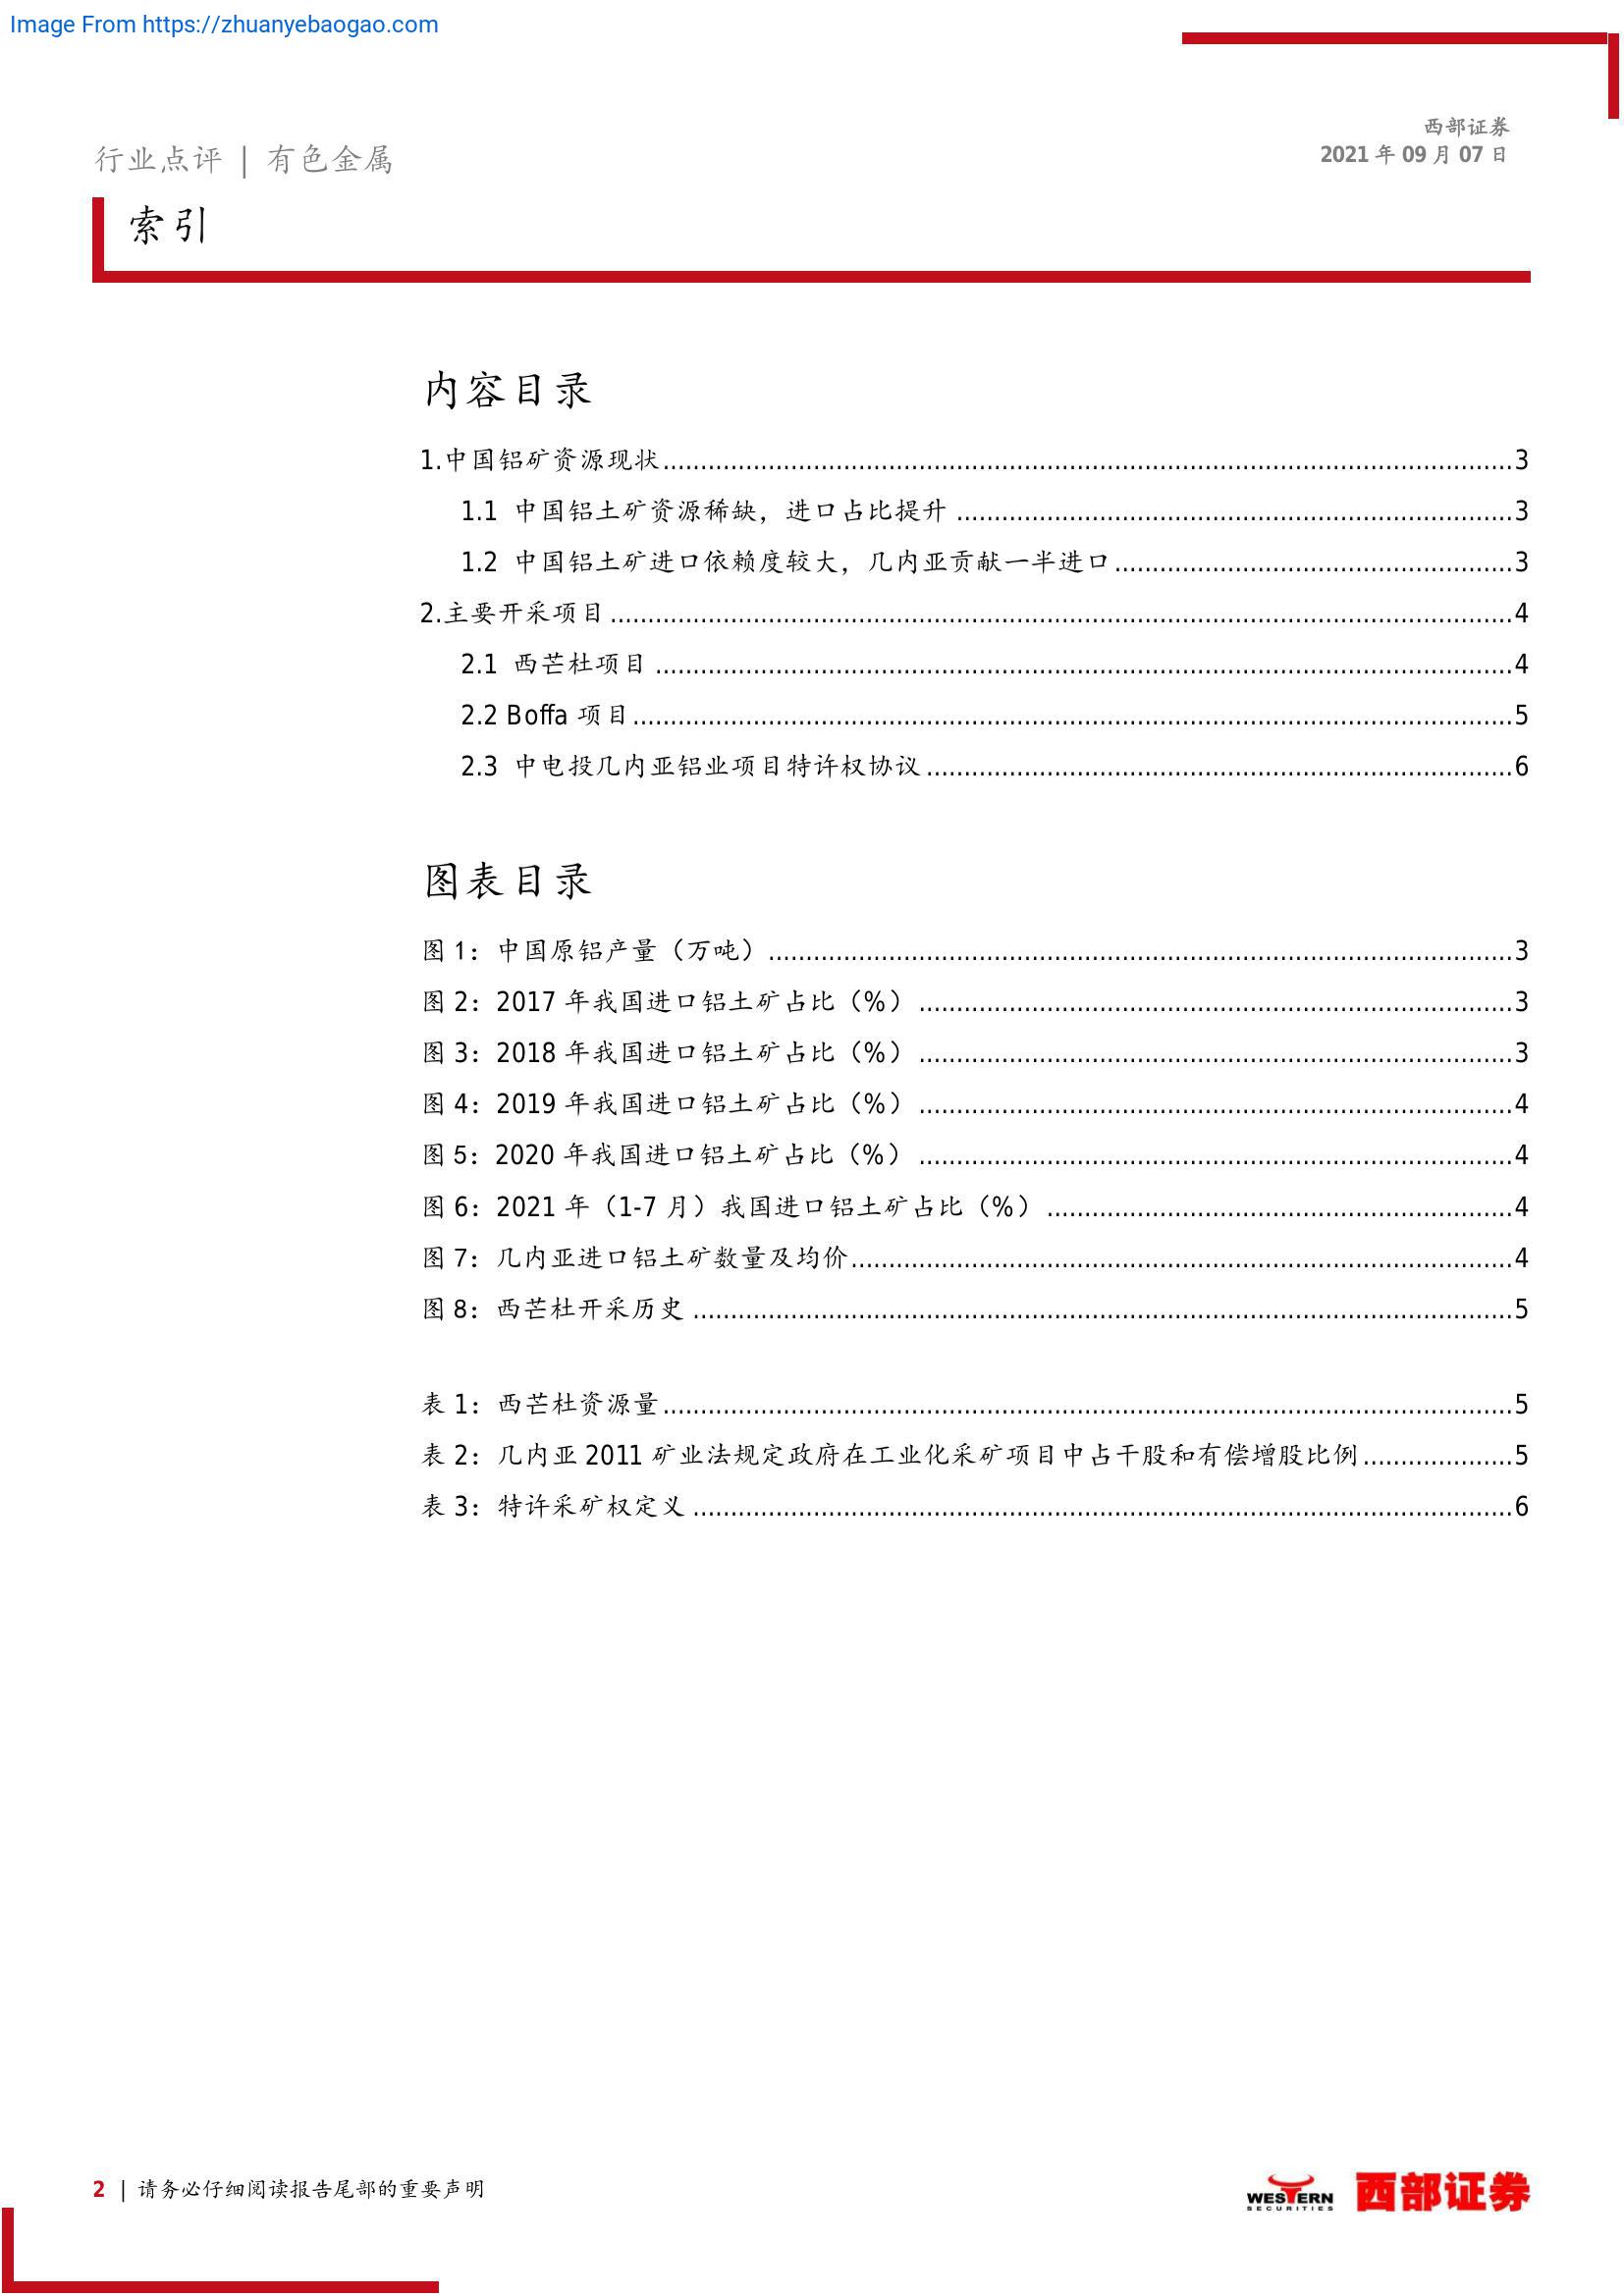 Image From https://zhuanyebaogao.com
西部证券
2021 年 09 月 07 日
行业点评 | 有色金属
索引
内容目录
1.中国铝矿资源现状........................3
1.1 中国铝土矿资源稀缺，进口占比提升........................3
1.2 中国铝土矿进口依赖度较大，几内亚贡献一半进口........................3
2.主要开采项目........................4
2.1 西芒杜项目........................4
2.2 Boffa 项目........................5
2.3 中电投几内亚铝业项目特许权协议........................6
图表目录
图 1：中国原铝产量（万吨）........................3
图 2：2017 年我国进口铝土矿占比（%）........................3
图 3：2018 年我国进口铝土矿占比（%）........................3
图 4：2019 年我国进口铝土矿占比（%）........................4
图 5：2020 年我国进口铝土矿占比（%）........................4
图 6：2021 年（1-7 月）我国进口铝土矿占比（%）........................4
图 7：几内亚进口铝土矿数量及均价........................4
图 8：西芒杜开采历史........................5
表 1：西芒杜资源量........................5
表 2：几内亚 2011 矿业法规定政府在工业化采矿项目中占干股和有偿增股比例........................5
表 3：特许采矿权定义........................6
2 | 请务必仔细阅读报告尾部的重要声明
WESTERN
SECURITIES
西部证券